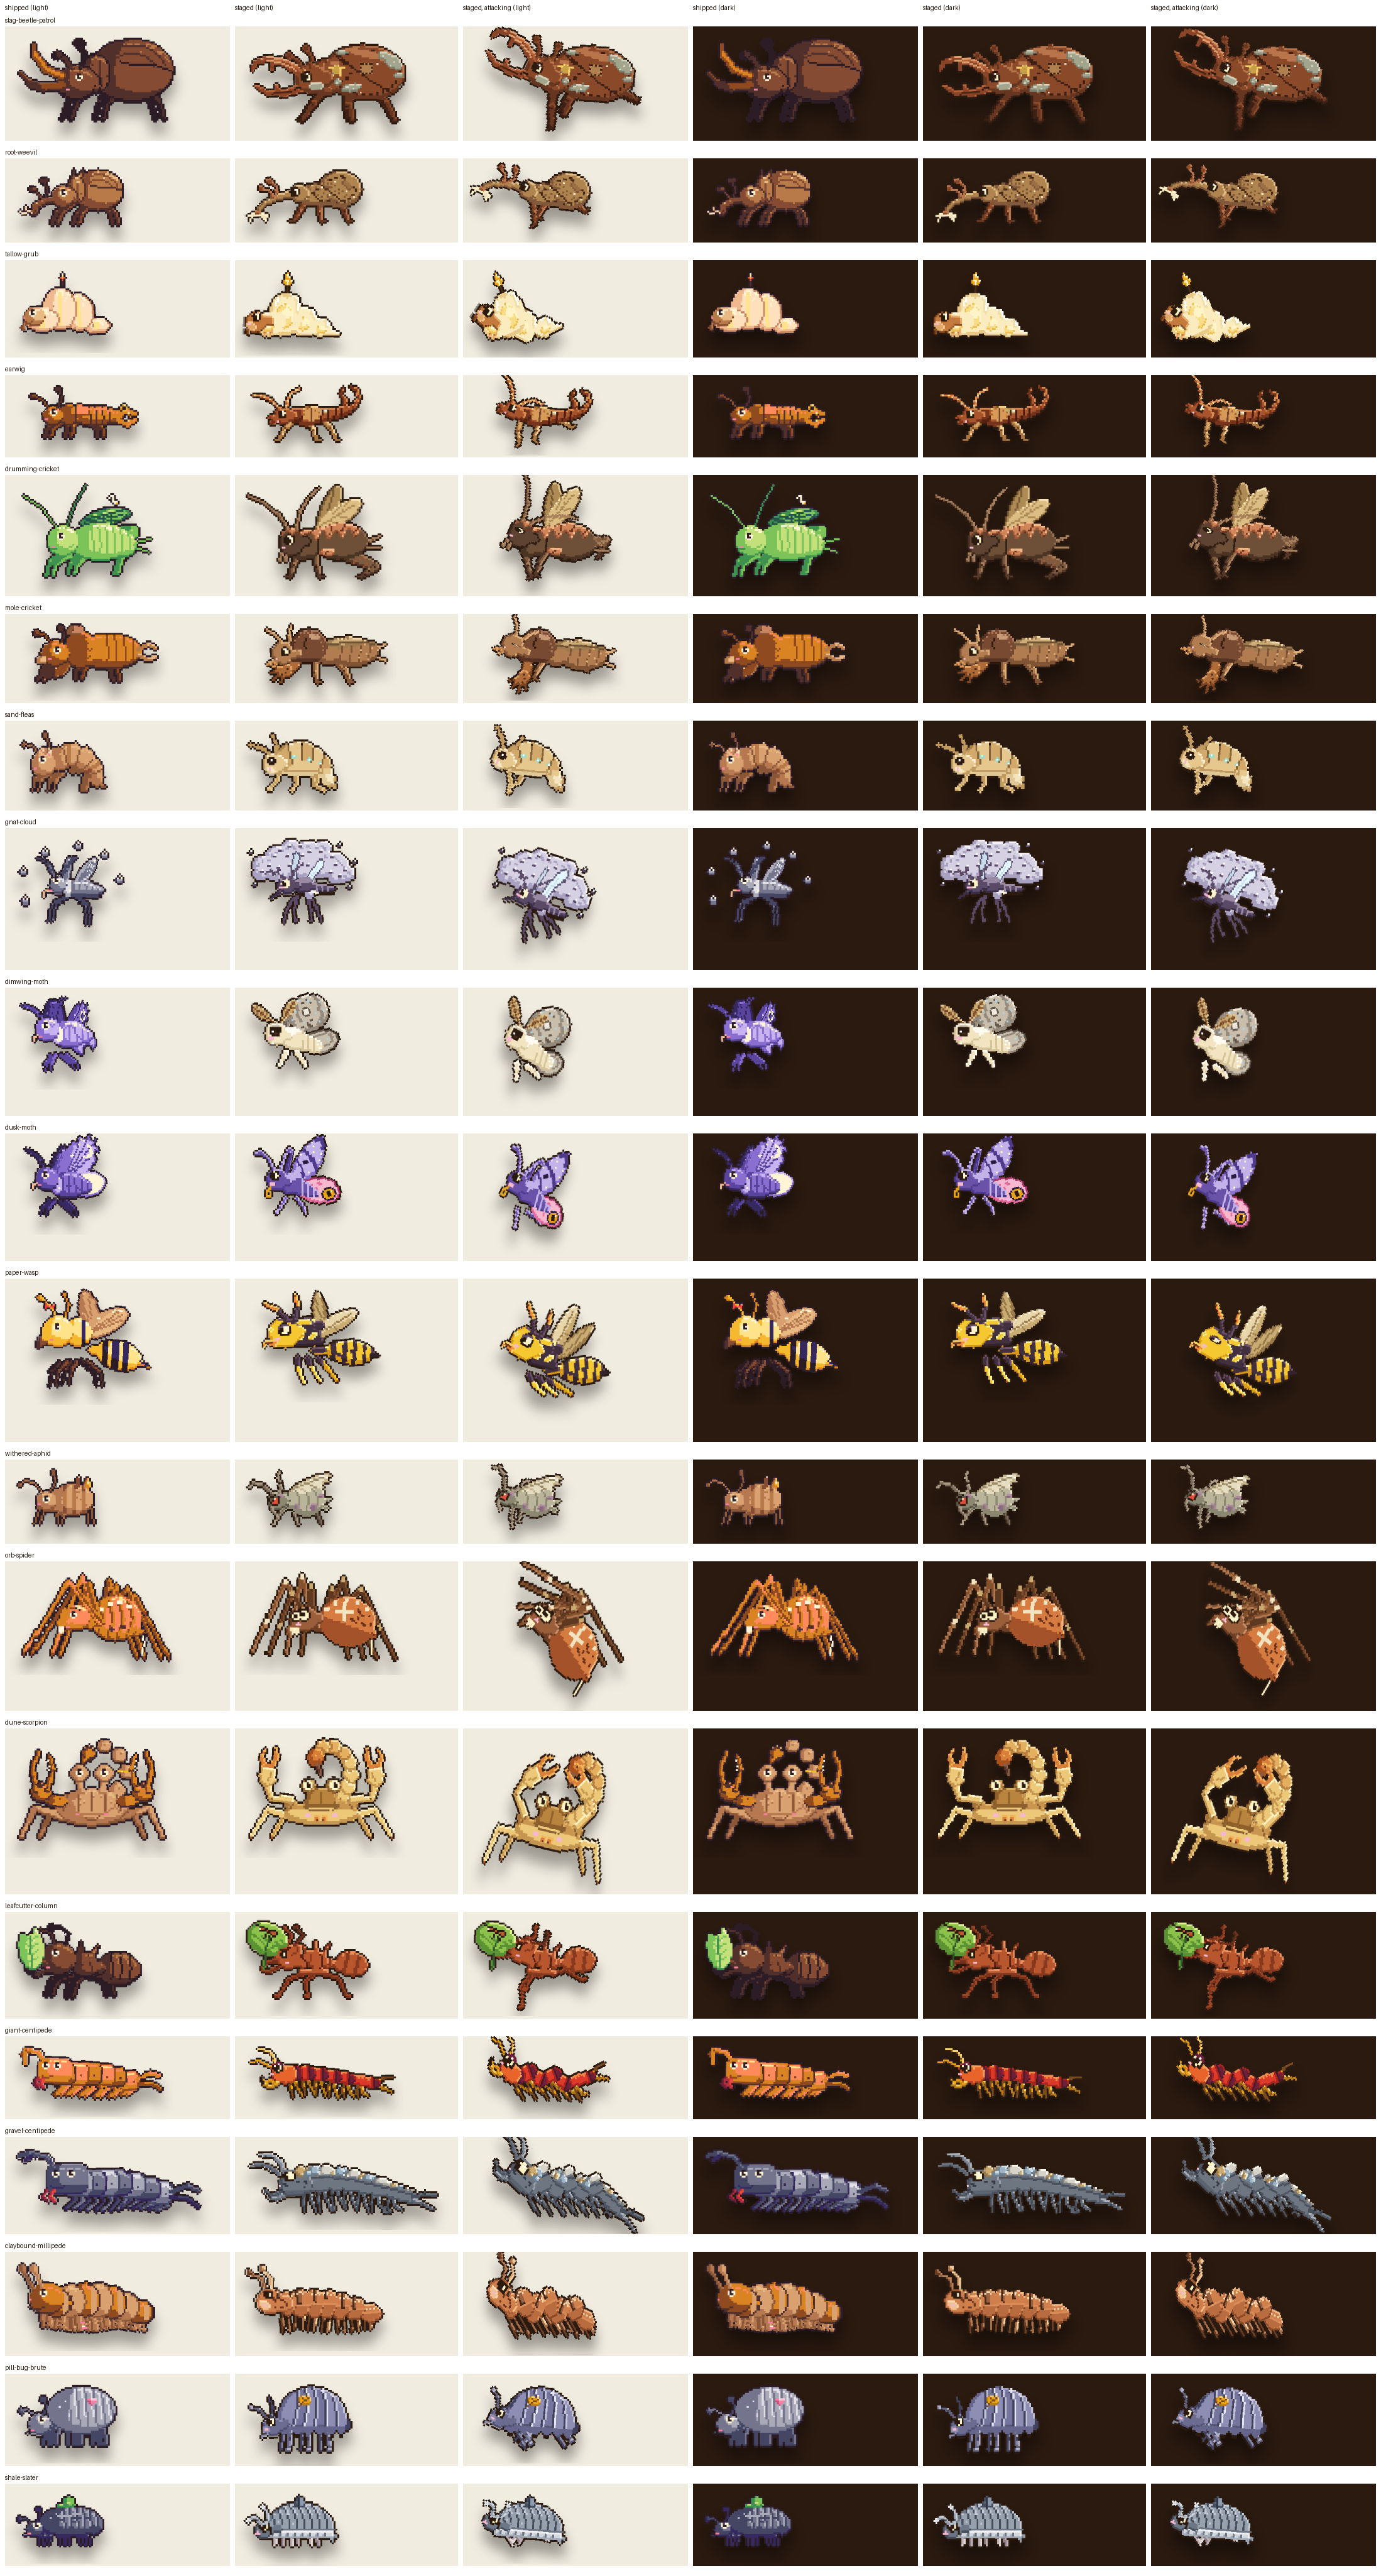 shipped (light) staged (light) staged, attacking (light) shipped (dark) staged (dark) staged, attacking (dark)
stag-beetle-patrol
root-weevil
tallow-grub
earwig
drumming-cricket
mole-cricket
sand-fleas
gnat-cloud
dimwing-moth
dusk-moth
paper-wasp
withered-aphid
orb-spider
dune-scorpion
leafcutter-column
giant-centipede
gravel-centipede
claybound-millipede
pill-bug-brute
shale-slater